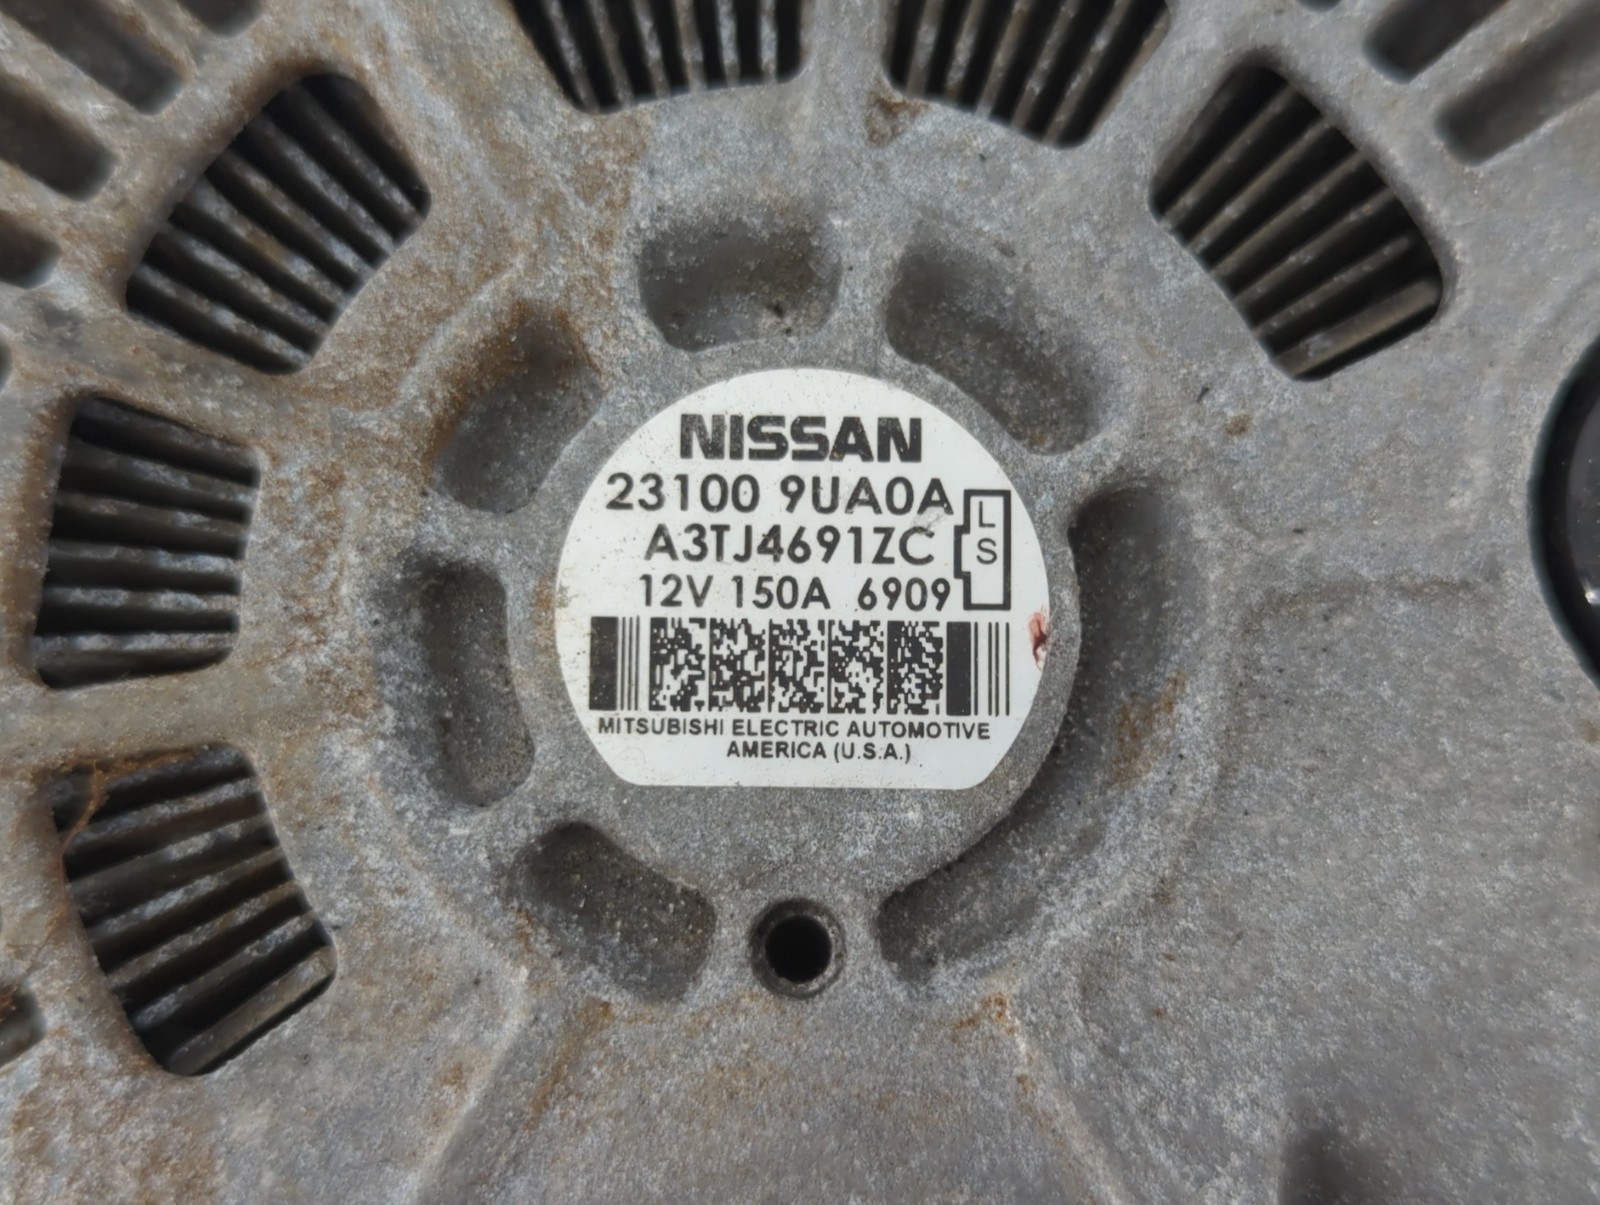 NISSAN
23100 9UA0A
A3TJ4691ZC
12V 150A 6909
L
S
MITSUBISHI ELECTRIC AUTOMOTIVE
AMERICA (U.S.A.)